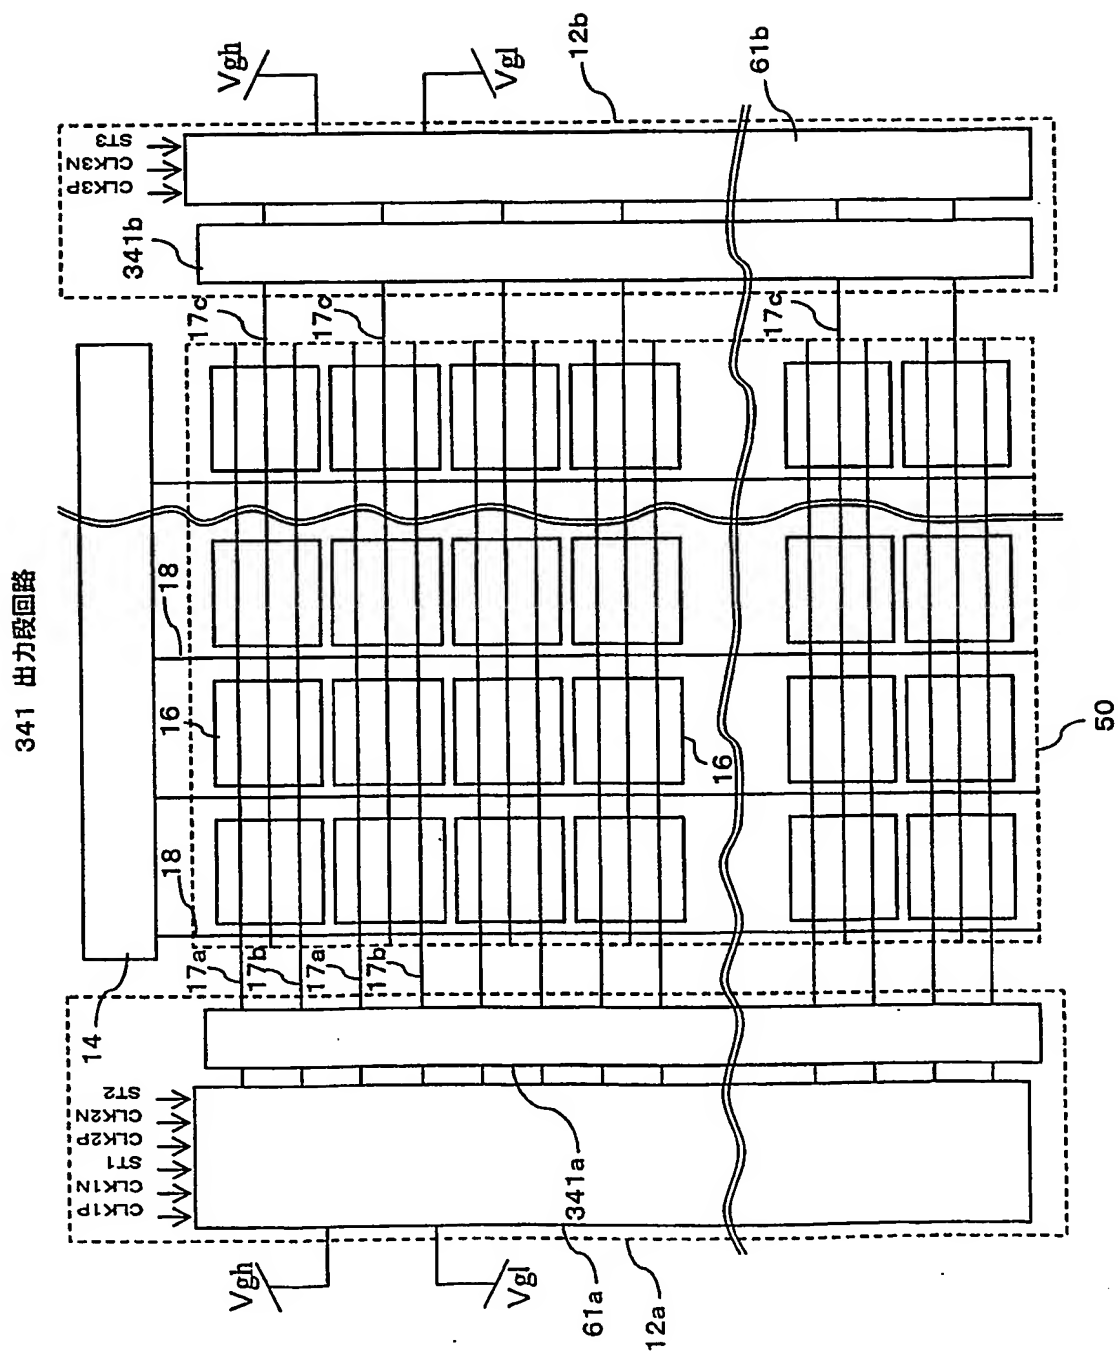 341 出力段回路
Vgh
Vgl
12b
61b
ST3
CLK3N
CLK3P
341b
17c
17c
17c
18
16
16
18
50
17a
17b
17a
17b
14
ST2
CLK2N
CLK2P
ST1
CLK1N
CLK1P
341a
Vgh
Vgl
61a
12a